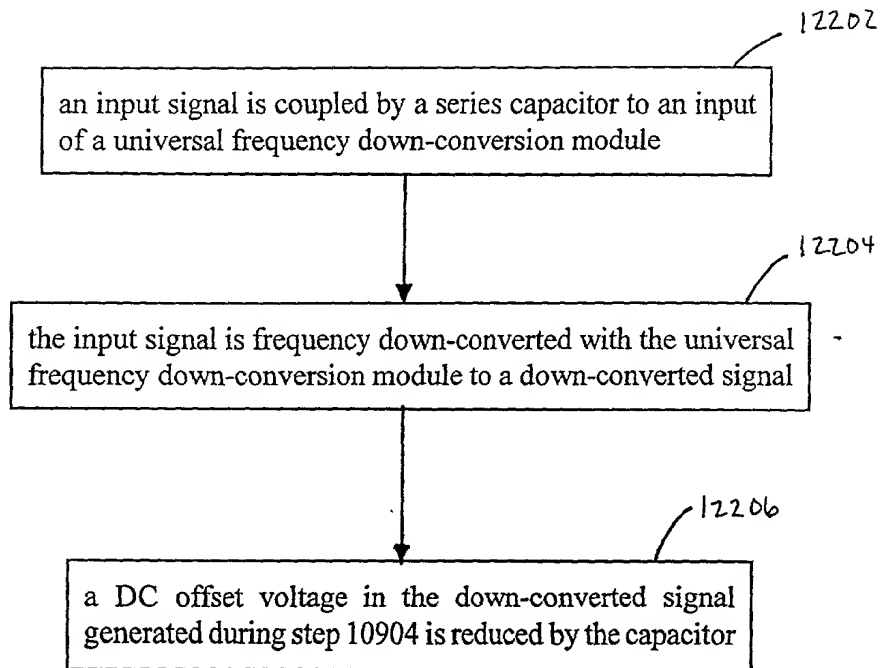 12202
an input signal is coupled by a series capacitor to an input
of a universal frequency down-conversion module
12204
the input signal is frequency down-converted with the universal
frequency down-conversion module to a down-converted signal
12206
a DC offset voltage in the down-converted signal
generated during step 10904 is reduced by the capacitor